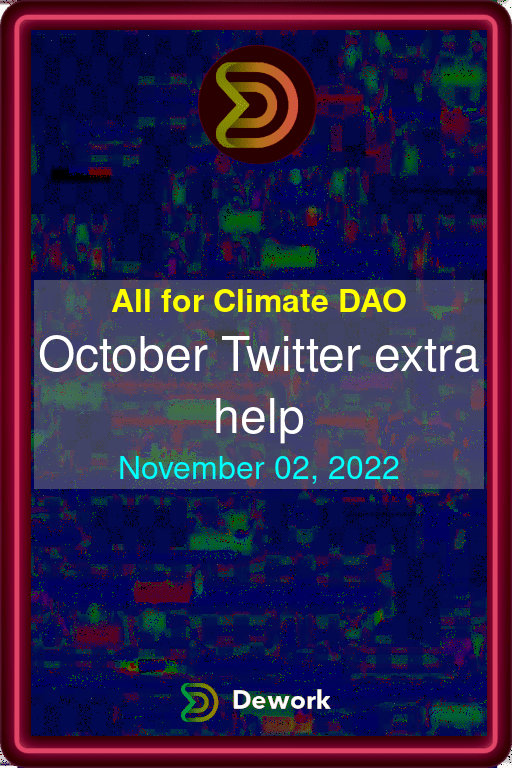 All for Climate DAO
October Twitter extra
help
November 02, 2022
Dework